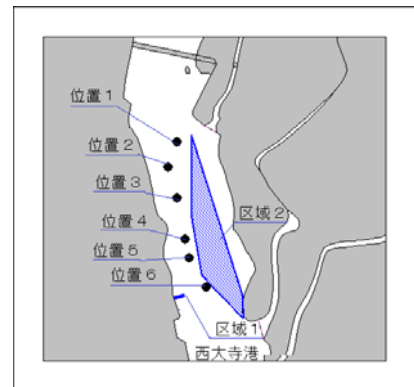 位置１
位置２
位置３
位置４
区域２
位置５
位置６
区域１
西大寺港